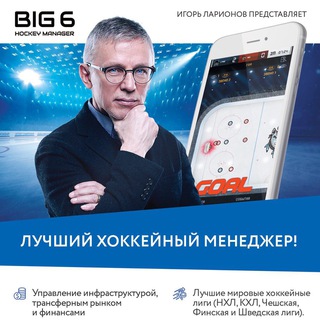 BIG 6
HOCKEY MANAGER
ИГОРЬ ЛАРИОНОВ ПРЕДСТАВЛЯЕТ
GOAL
ЛУЧШИЙ ХОККЕЙНЫЙ МЕНЕДЖЕР!
Управление инфраструктурой,
трансферным рынком
и финансами
Лучшие мировые хоккейные
лиги (НХЛ, КХЛ, Чешская,
Финская и Шведская лиги).